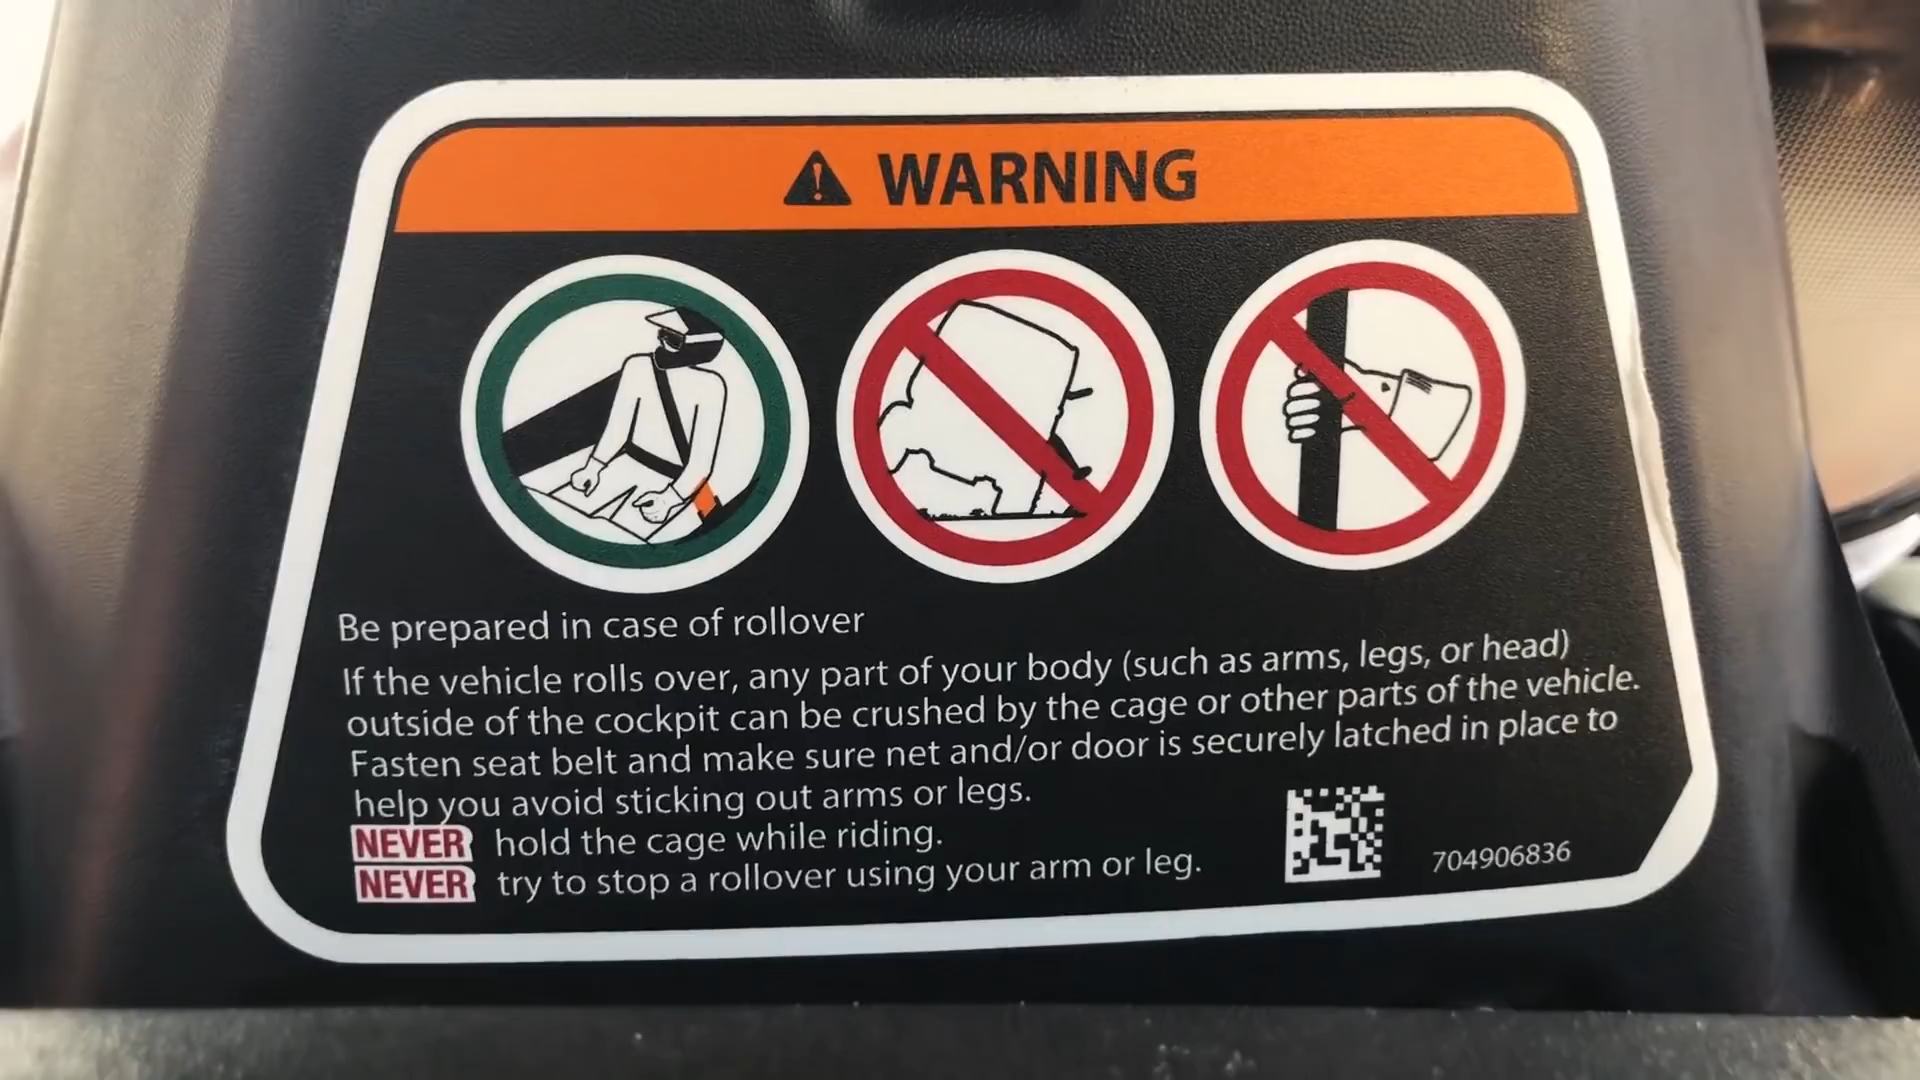 WARNING
Be prepared in case of rollover
If the vehicle rolls over, any part of your body (such as arms, legs, or head)
outside of the cockpit can be crushed by the cage or other parts of the vehicle.
Fasten seat belt and make sure net and/or door is securely latched in place to
help you avoid sticking out arms or legs.
NEVER hold the cage while riding.
NEVER try to stop a rollover using your arm or leg.
704906836